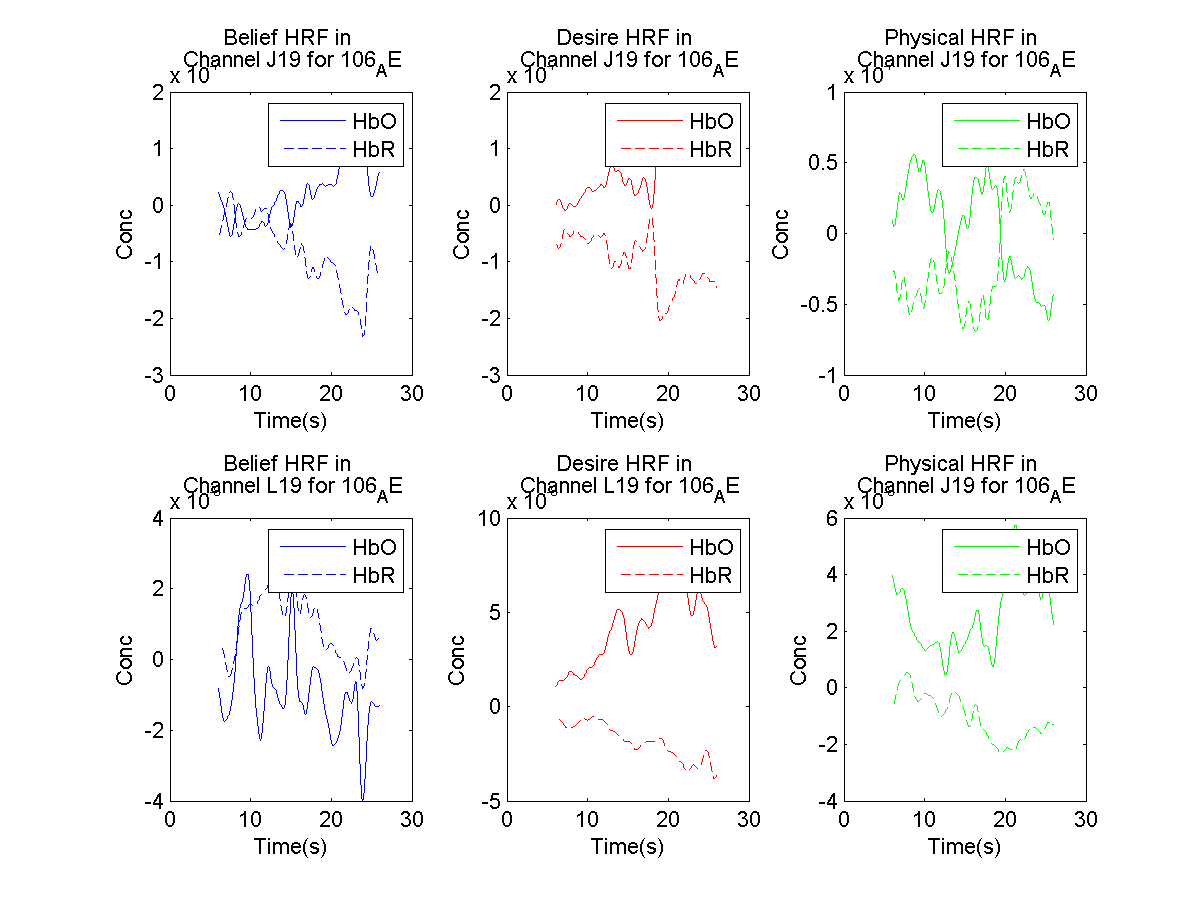 Belief HRF in
Channel J19 for 106AE
x 10
2
1
0
-1
-2
-3
Conc
HbO
HbR
0 10 20 30
Time(s)
Desire HRF in
Channel J19 for 106AE
x 10
2
1
0
-1
-2
-3
Conc
HbO
HbR
0 10 20 30
Time(s)
Physical HRF in
Channel J19 for 106AE
x 10
1
0.5
0
-0.5
-1
Conc
HbO
HbR
0 10 20 30
Time(s)
Belief HRF in
Channel L19 for 106AE
x 10
4
2
0
-2
-4
Conc
HbO
HbR
0 10 20 30
Time(s)
Desire HRF in
Channel L19 for 106AE
x 10
10
5
0
-5
Conc
HbO
HbR
0 10 20 30
Time(s)
Physical HRF in
Channel J19 for 106AE
x 10
6
4
2
0
-2
-4
Conc
HbO
HbR
0 10 20 30
Time(s)